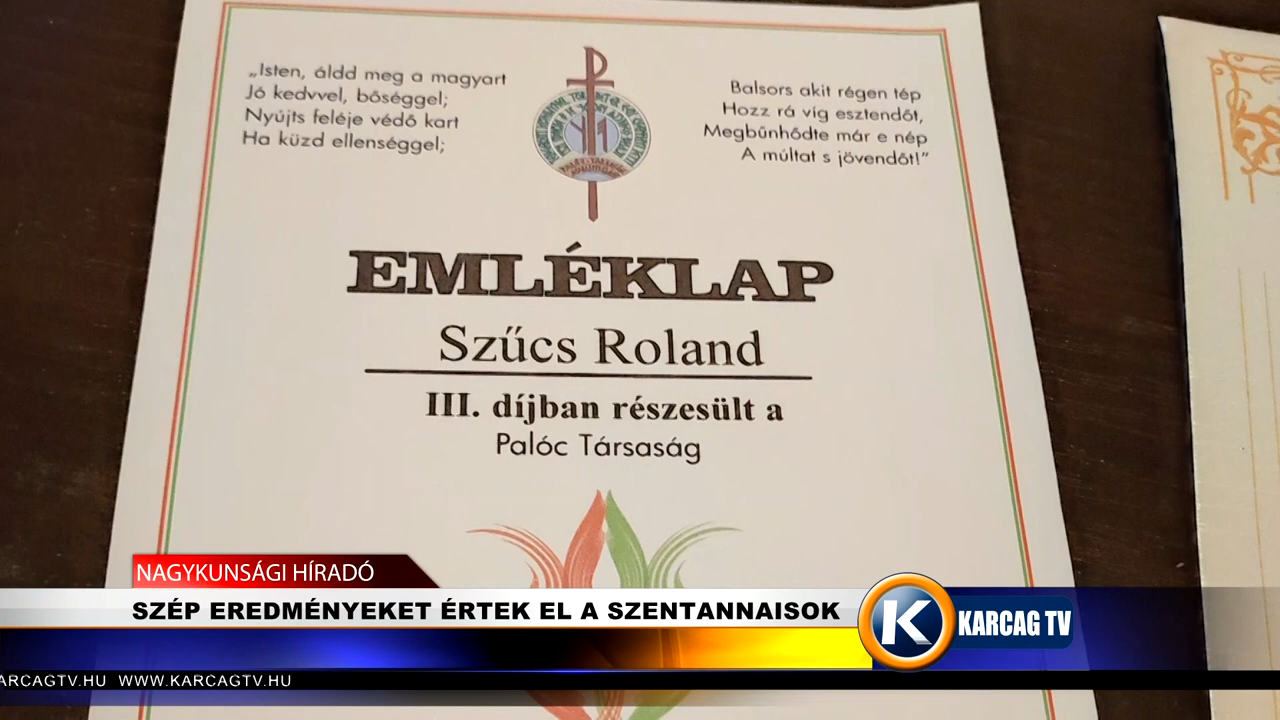 „Isten, áldd meg a magyart
Jó kedvvel, bőséggel;
Nyújts feléje védő kart
Ha küzd ellenséggel;
Balsors akit régen tép
Hozz rá víg esztendőt,
Megbűnhődte már e nép
A múltat s jövendőt!”
EMLÉKLAP
Szűcs Roland
III. díjban részesült a
Palóc Társaság
NAGYKUNSÁGI HÍRADÓ
SZÉP EREDMÉNYEKET ÉRTEK EL A SZENTANNAISOK
K KARCAG TV
ARCAGTV.HU WWW.KARCAGTV.HU